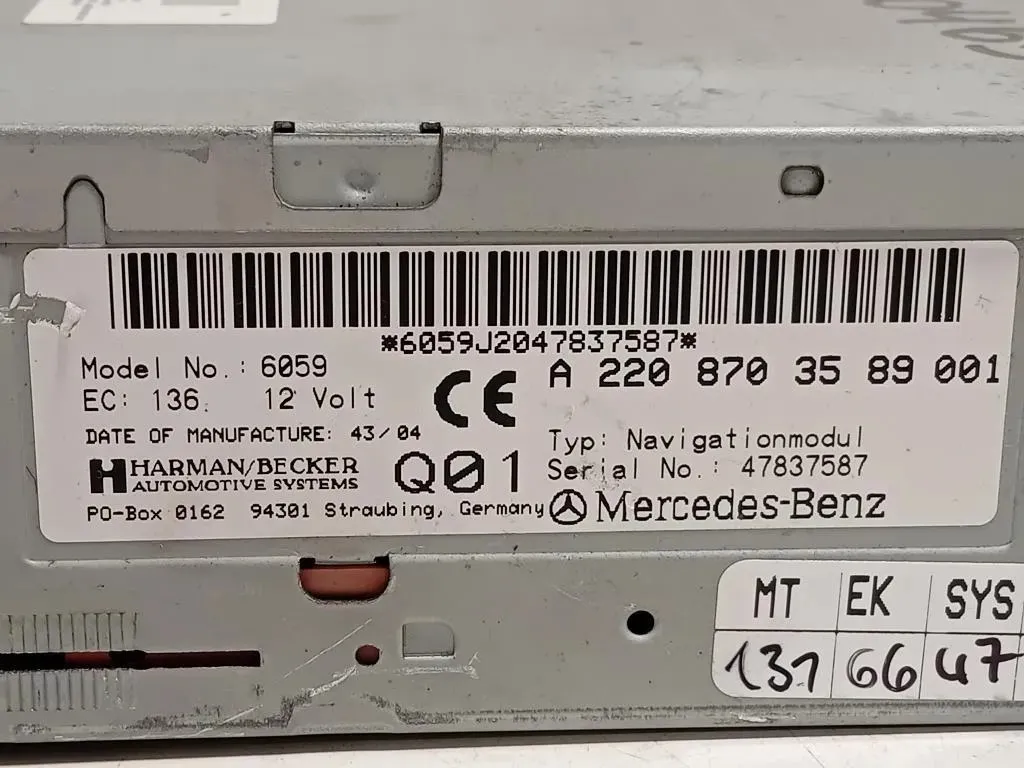 *6059J2047837587*
Model No.: 6059
A 220 870 35 89 001
EC: 136. 12 Volt
CE
DATE OF MANUFACTURE: 43/04
Typ: Navigationmodul
HARMAN/BECKER
AUTOMOTIVE SYSTEMS
Q01
Serial No.: 47837587
PO-Box 0162 94301 Straubing, Germany
Mercedes-Benz
MT EK SYS
131 66 47